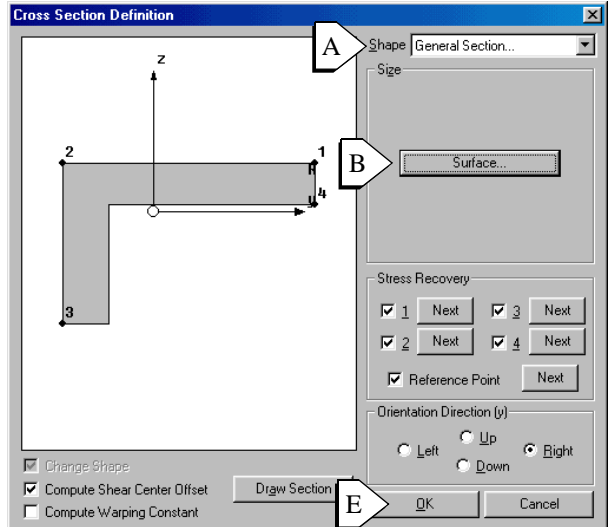 Cross Section Definition
A
Shape General Section...
Size
B
Surface...
z
2
1
R
4
y
3
Stress Recovery
1 Next 3 Next
2 Next 4 Next
Reference Point Next
Orientation Direction (y)
Left Up Right
Down
Change Shape
Compute Shear Center Offset
Compute Warping Constant
Draw Section
E
OK Cancel